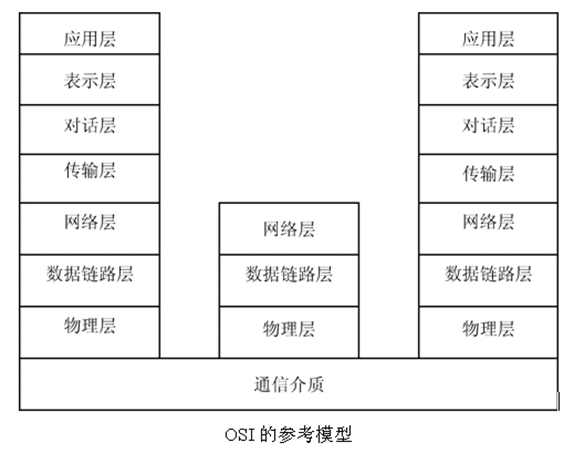 应用层 应用层
表示层 表示层
对话层 对话层
传输层 传输层
网络层 网络层 网络层
数据链路层 数据链路层 数据链路层
物理层 物理层 物理层
通信介质
OSI的参考模型